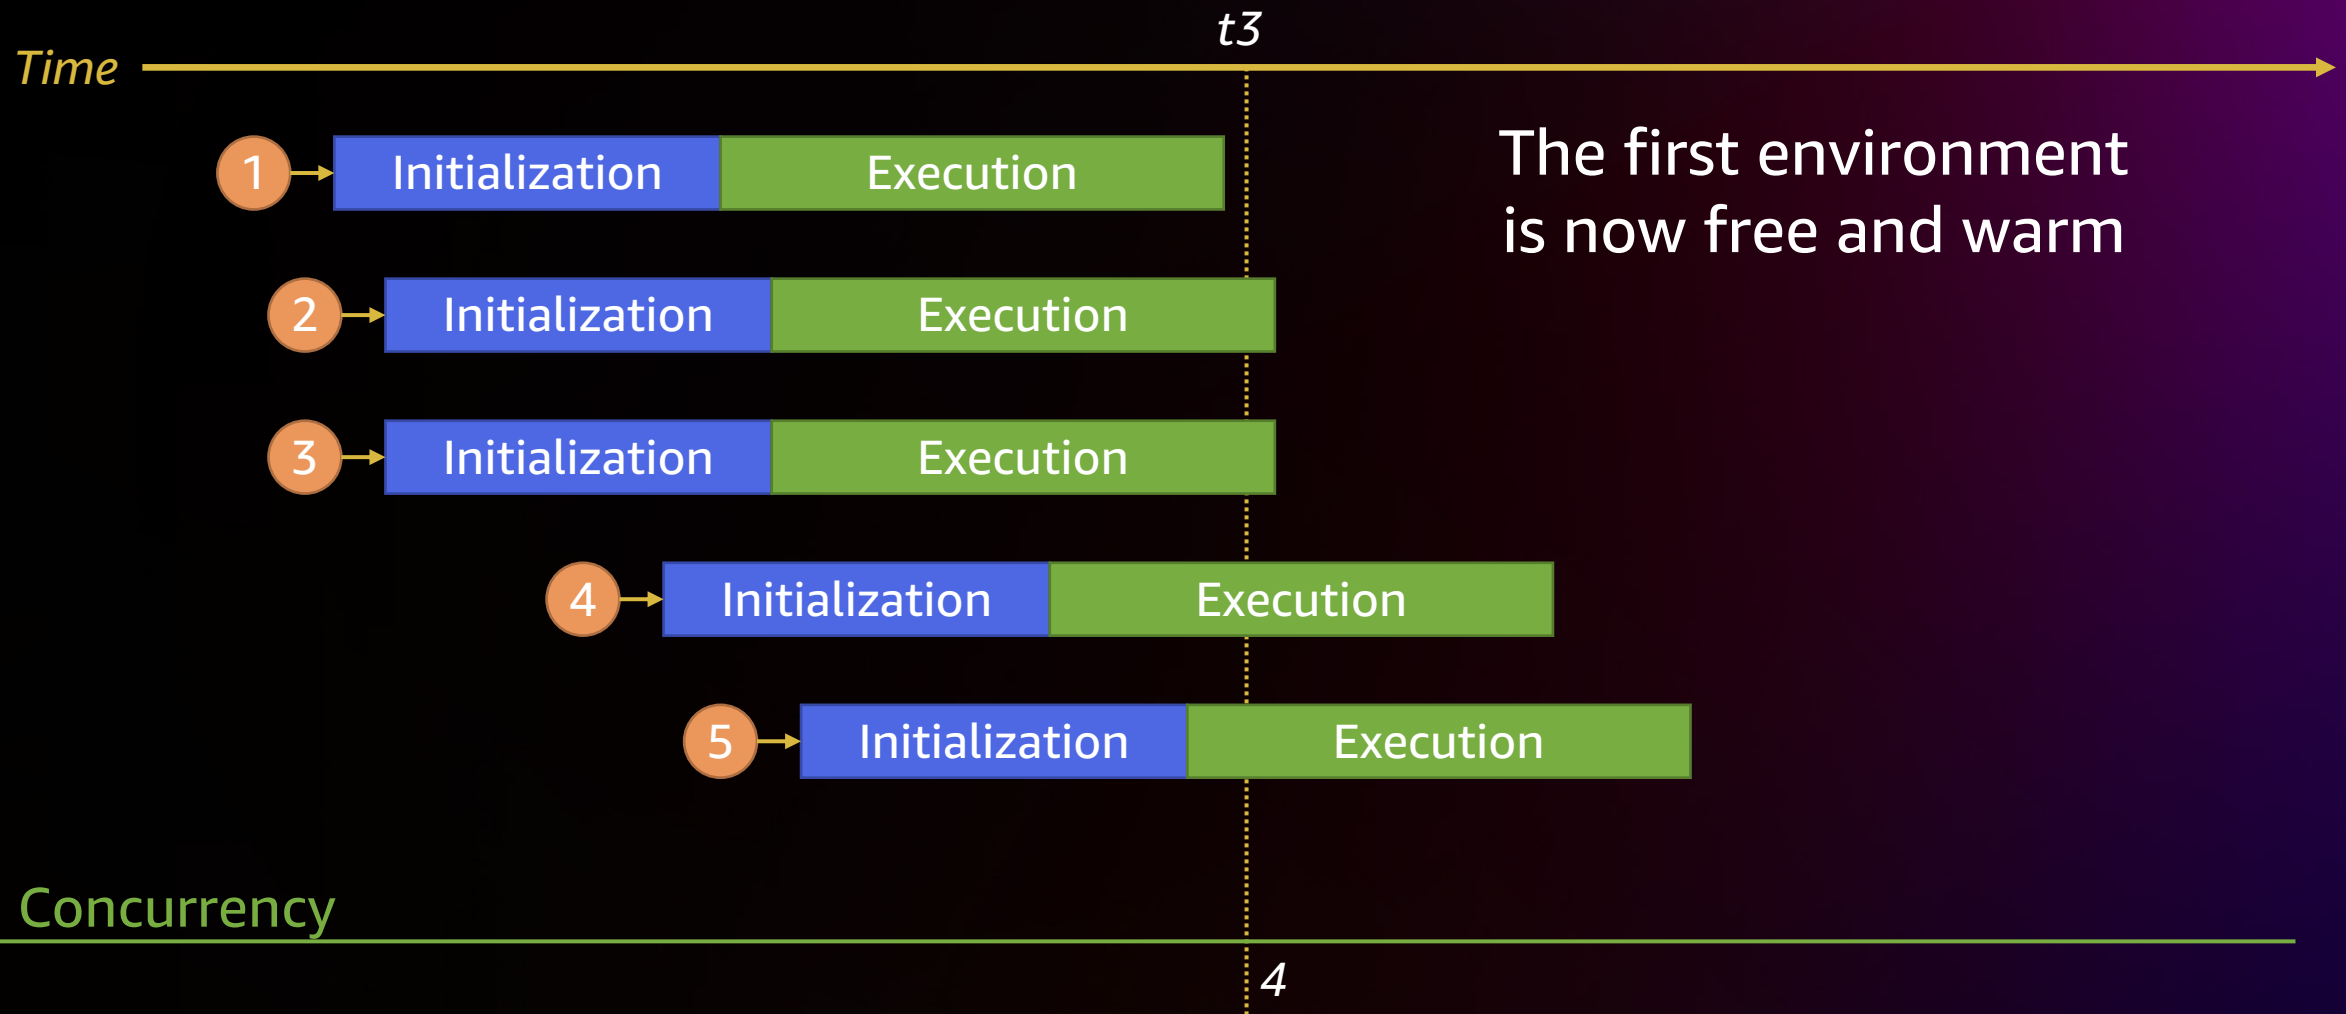 t3
Time
1 Initialization Execution
The first environment
is now free and warm
2 Initialization Execution
3 Initialization Execution
4 Initialization Execution
5 Initialization Execution
Concurrency
4